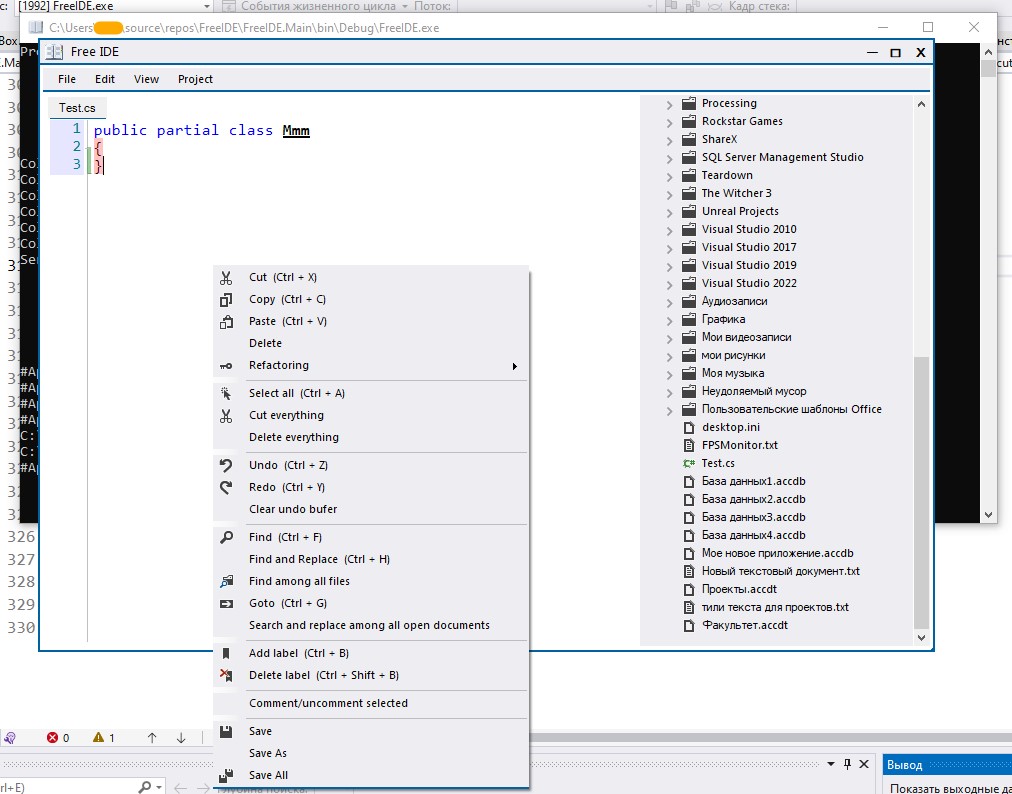 [1992] FreeIDE.exe
События жизненного цикла
Поток:
Кадр стека:
C:\Users\
\source\repos\FreeIDE\FreeIDE.Main\bin\Debug\FreeIDE.exe
Free IDE
File Edit View Project
Test.cs
1 public partial class Mmm
2 {
3 }
Cut (Ctrl + X)
Copy (Ctrl + C)
Paste (Ctrl + V)
Delete
Refactoring
Select all (Ctrl + A)
Cut everything
Delete everything
Undo (Ctrl + Z)
Redo (Ctrl + Y)
Clear undo bufer
Find (Ctrl + F)
Find and Replace (Ctrl + H)
Find among all files
Goto (Ctrl + G)
Search and replace among all open documents
Add label (Ctrl + B)
Delete label (Ctrl + Shift + B)
Comment/uncomment selected
Save
Save As
Save All
Processing
Rockstar Games
ShareX
SQL Server Management Studio
Teardown
The Witcher 3
Unreal Projects
Visual Studio 2010
Visual Studio 2017
Visual Studio 2019
Visual Studio 2022
Аудиозаписи
Графика
Мои видеозаписи
мои рисунки
Моя музыка
Неудоляемый мусор
Пользовательские шаблоны Office
desktop.ini
FPSMonitor.txt
Test.cs
База данных1.accdb
База данных2.accdb
База данных3.accdb
База данных4.accdb
Мое новое приложение.accdb
Новый текстовый документ.txt
Проекты.accdt
тили текста для проектов.txt
Факультет.accdt
326
327
328
329
330
0
1
Вывод
Показать выходные да